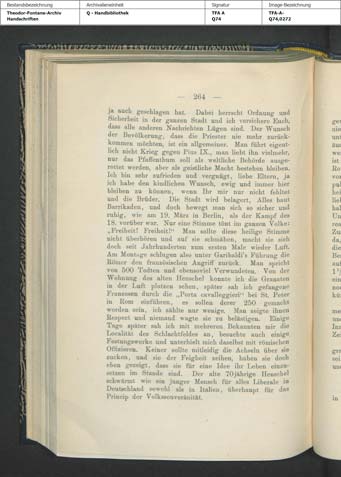 Bestandsbezeichnung
Archivalieneinheit
Signatur
Image-Bezeichnung
Theodor-Fontane-Archiv
Handschriften
Q - Handbibliothek
TFA A
Q74
TFA-A-
Q74,0272
— 264 —
ja auch geschlagen hat. Dabei herrscht Ordnung und
Sicherheit in der ganzen Stadt und ich versichere Euch,
dass alle anderen Nachrichten Lügen sind. Der Wunsch
der Bevölkerung, dass die Priester nie mehr zurück-
kommen möchten, ist ein allgemeiner. Man führt eigent-
lich nicht Krieg gegen Pius IX., man liebt ihn vielmehr,
nur das Pfaffenthum soll als weltliche Behörde ausge-
rottet werden, aber als geistliche Macht bestehen bleiben.
Ich bin sehr zufrieden und vergnügt, liebe Eltern, ja
ich habe den kindlichen Wunsch, ewig und immer hier
bleiben zu können, wenn Ihr mir nur nicht fehltet
und die Brüder. Die Stadt wird belagert, Alles baut
Barrikaden, und doch bewegt man sich so sicher und
ruhig, wie am 19. März in Berlin, als der Kampf des
18. vorüber war. Nur eine Stimme tönt im ganzen Volke:
„Freiheit! Freiheit!“ Man sollte diese heilige Stimme
nicht überhören und auf sie schmähen, macht sie sich
doch seit Jahrhunderten zum ersten Male wieder Luft.
Am Montage schlugen also unter Garibaldi's Führung die
Römer den französischen Angriff zurück. Man spricht
von 500 Todten und ebensoviel Verwundeten. Von der
Wohnung des alten Henschel konnte ich die Granaten
in der Luft platzen sehen, später sah ich gefangene
Franzosen durch die „Porta cavalleggieri“ bei St. Peter
in Rom einführen, es sollen derer 250 gemacht
worden sein, ich zählte nur wenige. Man zeigte ihnen
Respect und niemand wagte sie zu beleidigen. Einige
Tage später sah ich mit mehreren Bekannten mir die
Localität des Schlachtfeldes an, besuchte auch einige
Festungswerke und unterhielt mich daselbst mit römischen
Offizieren. Keiner sollte mitleidig die Achseln über sie
zucken, und sie der Feigheit zeihen, haben sie doch
eben gezeigt, dass sie für eine Idee ihr Leben einzu-
setzen im Stande sind. Der alte 70jährige Henschel
schwärmt wie ein junger Mensch für alles Liberale in
Deutschland sowohl als in Italien, überhaupt für das
Prinzip der Volkssouveränität.